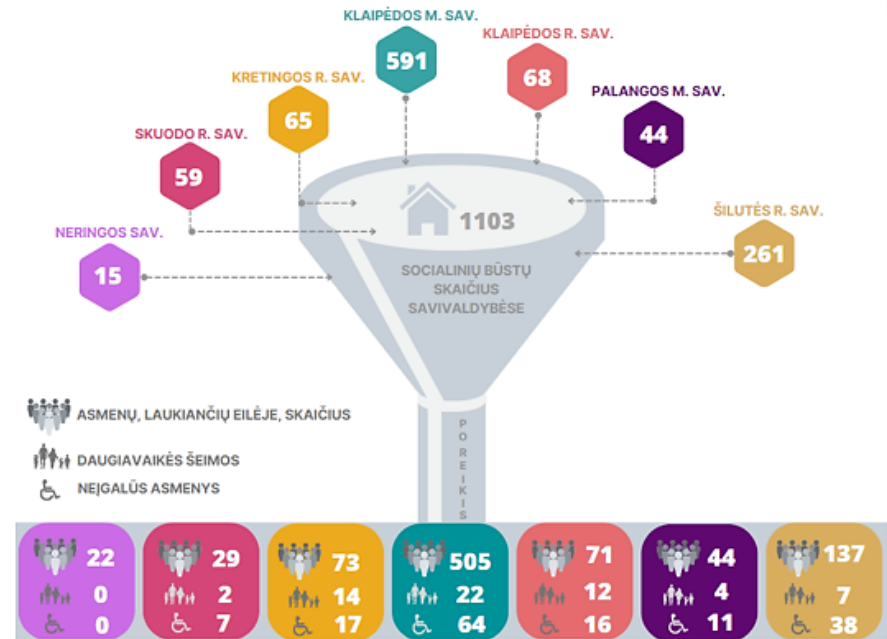 KLAIPĖDOS M. SAV.
591
KLAIPĖDOS R. SAV.
68
KRETINGOS R. SAV.
65
PALANGOS M. SAV.
44
SKUODO R. SAV.
59
ŠILUTĖS R. SAV.
261
NERINGOS SAV.
15
1103
SOCIALINIŲ BŪSTŲ
SKAIČIUS
SAVIVALDYBĖSE
POREIKIS
ASMENŲ, LAUKIANČIŲ EILĖJE, SKAIČIUS
DAUGIAVAIKĖS ŠEIMOS
NEĮGALŪS ASMENYS
22 29 73 505 71 44 137
0 2 14 22 12 4 7
0 7 17 64 16 11 38